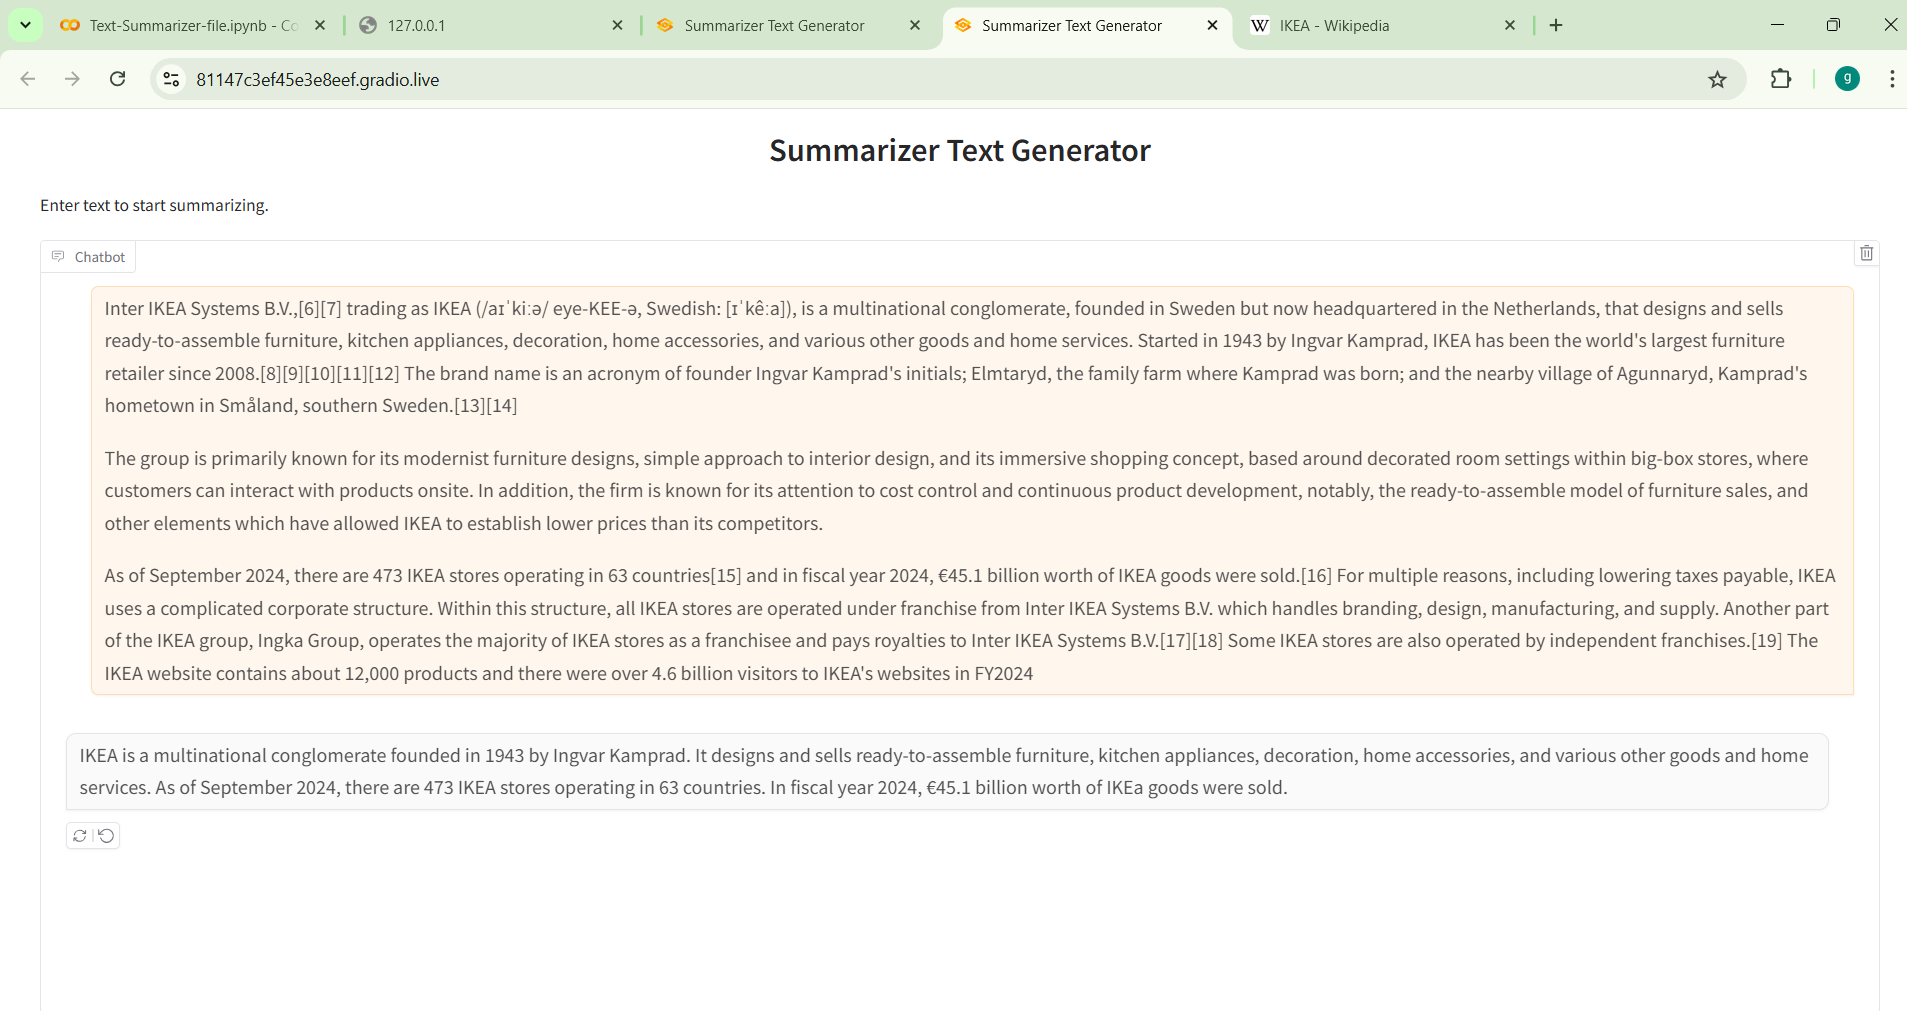 Text-Summarizer-file.ipynb - Co
127.0.0.1
Summarizer Text Generator
Summarizer Text Generator
W IKEA - Wikipedia
81147c3ef45e3e8eef.gradio.live
g
Summarizer Text Generator
Enter text to start summarizing.
Chatbot
Inter IKEA Systems B.V.,[6][7] trading as IKEA (/aɪˈkiːə/ eye-KEE-ə, Swedish: [ɪˈkêːa]), is a multinational conglomerate, founded in Sweden but now headquartered in the Netherlands, that designs and sells
ready-to-assemble furniture, kitchen appliances, decoration, home accessories, and various other goods and home services. Started in 1943 by Ingvar Kamprad, IKEA has been the world's largest furniture
retailer since 2008.[8][9][10][11][12] The brand name is an acronym of founder Ingvar Kamprad's initials; Elmtaryd, the family farm where Kamprad was born; and the nearby village of Agunnaryd, Kamprad's
hometown in Småland, southern Sweden.[13][14]
The group is primarily known for its modernist furniture designs, simple approach to interior design, and its immersive shopping concept, based around decorated room settings within big-box stores, where
customers can interact with products onsite. In addition, the firm is known for its attention to cost control and continuous product development, notably, the ready-to-assemble model of furniture sales, and
other elements which have allowed IKEA to establish lower prices than its competitors.
As of September 2024, there are 473 IKEA stores operating in 63 countries[15] and in fiscal year 2024, €45.1 billion worth of IKEA goods were sold.[16] For multiple reasons, including lowering taxes payable, IKEA
uses a complicated corporate structure. Within this structure, all IKEA stores are operated under franchise from Inter IKEA Systems B.V. which handles branding, design, manufacturing, and supply. Another part
of the IKEA group, Ingka Group, operates the majority of IKEA stores as a franchisee and pays royalties to Inter IKEA Systems B.V.[17][18] Some IKEA stores are also operated by independent franchises.[19] The
IKEA website contains about 12,000 products and there were over 4.6 billion visitors to IKEA's websites in FY2024
IKEA is a multinational conglomerate founded in 1943 by Ingvar Kamprad. It designs and sells ready-to-assemble furniture, kitchen appliances, decoration, home accessories, and various other goods and home
services. As of September 2024, there are 473 IKEA stores operating in 63 countries. In fiscal year 2024, €45.1 billion worth of IKEa goods were sold.